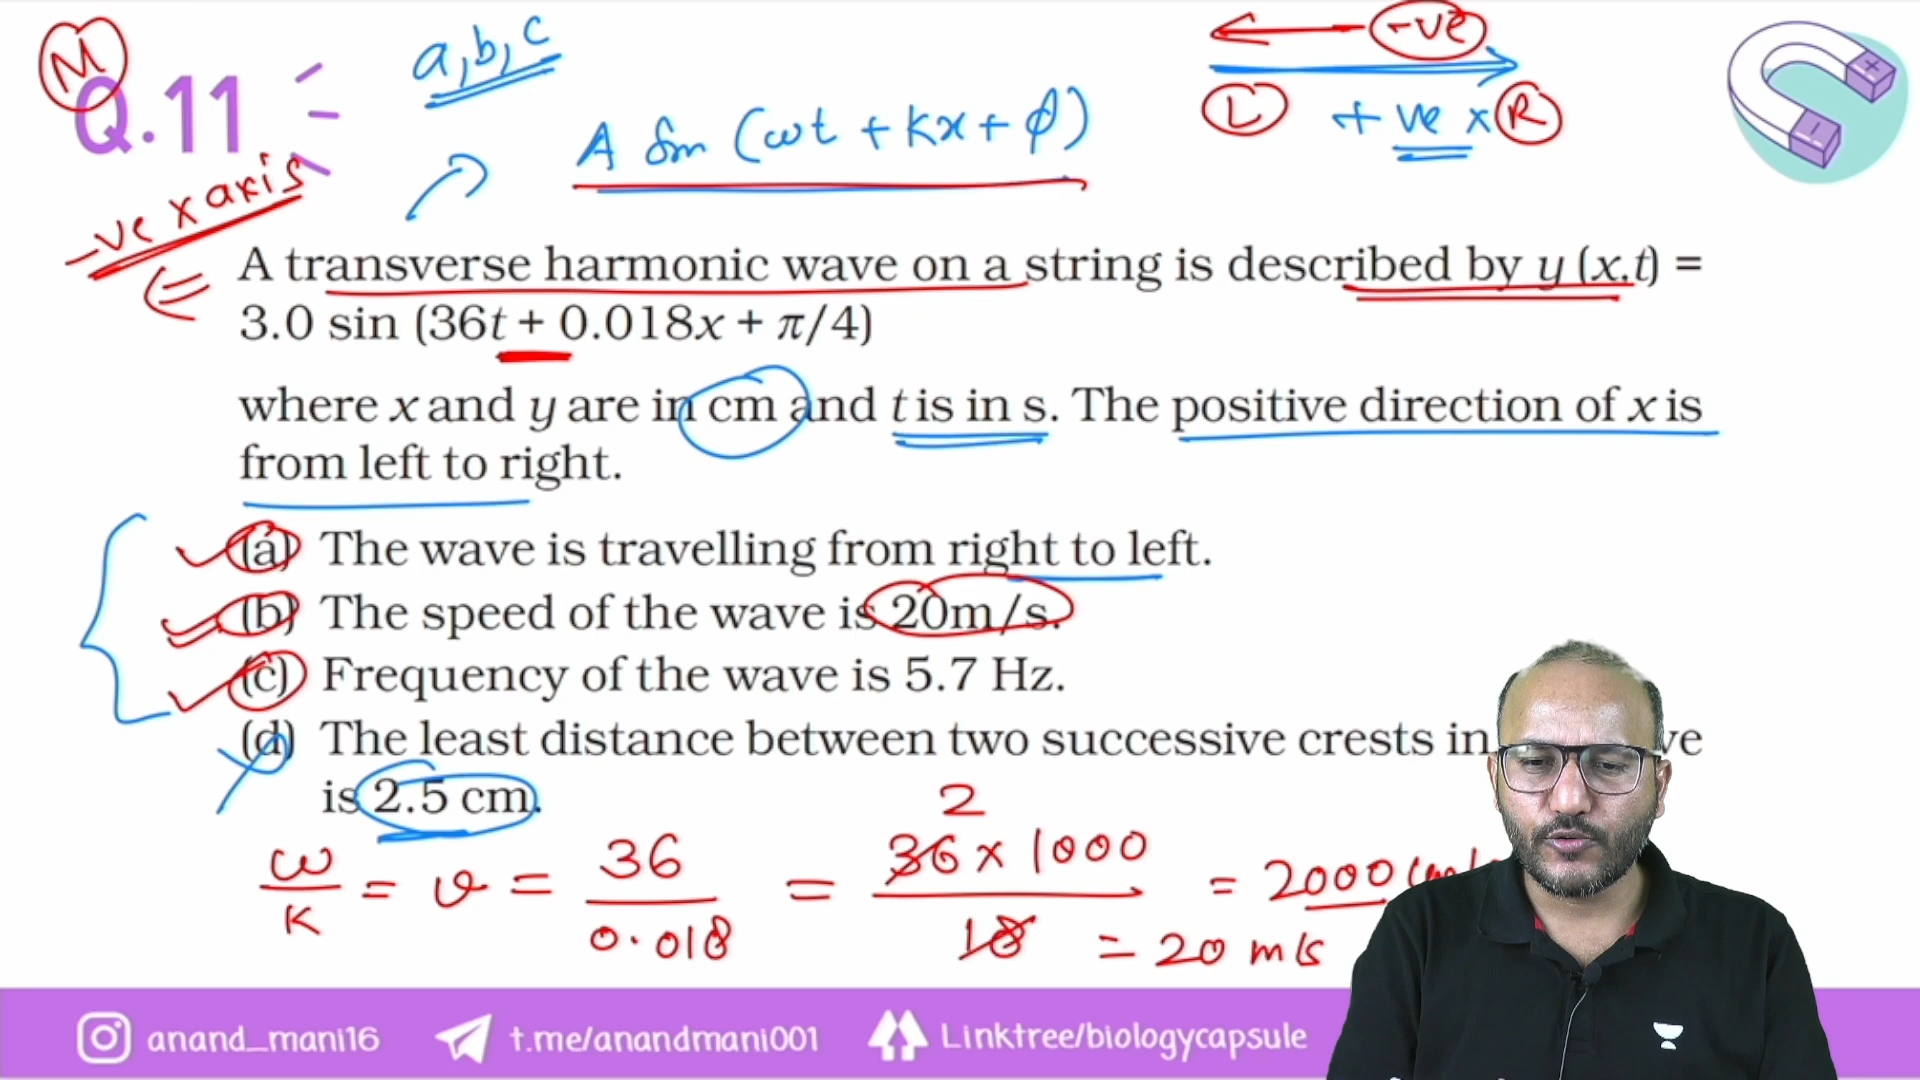 M
Q.11
a, b, c
A sin (ωt + kx + φ)
-ve
L
+ve x R
-ve x axis
A transverse harmonic wave on a string is described by y (x,t) =
3.0 sin (36t + 0.018x + π/4)
where x and y are in cm and t is in s. The positive direction of x is
from left to right.
(a) The wave is travelling from right to left.
(b) The speed of the wave is 20m/s.
(c) Frequency of the wave is 5.7 Hz.
(d) The least distance between two successive crests in
is 2.5 cm.
ω/k = v = 36/0.018 = 36 × 1000/18 = 2000
2
= 20 m/s
anand_mani16 t.me/anandmani001 Linktree/biologycapsule
+
-